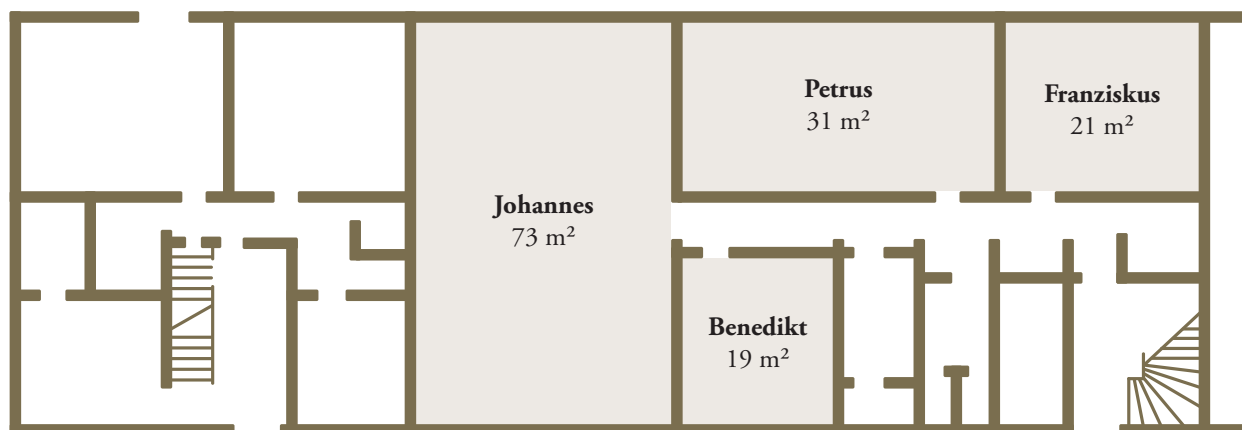 Petrus
31 m²
Franziskus
21 m²
Johannes
73 m²
Benedikt
19 m²